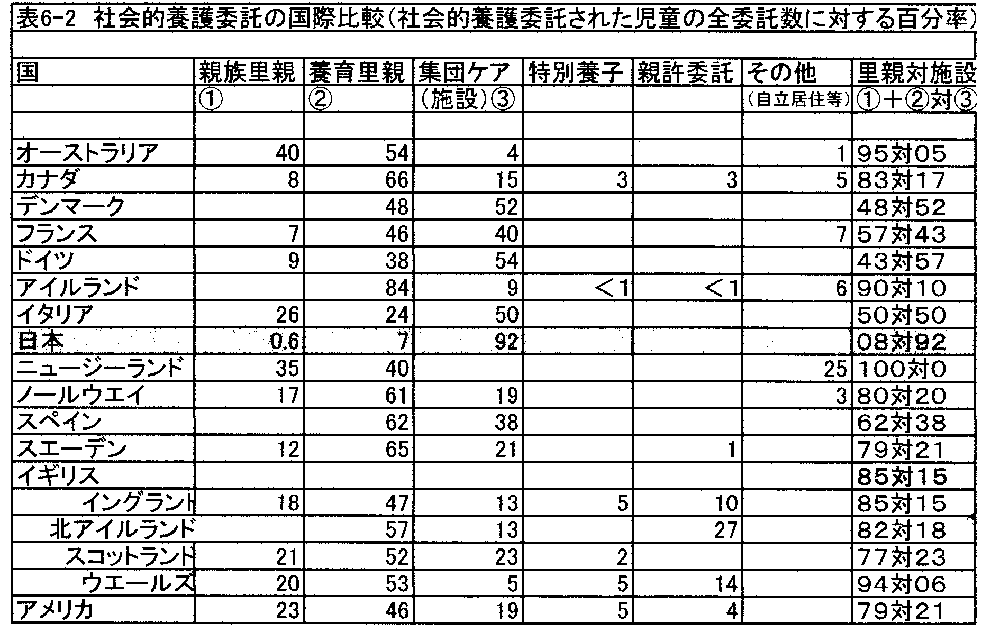 表6-2 社会的養護委託の国際比較(社会的養護委託された児童の全委託数に対する百分率)
国 親族里親 養育里親 集団ケア 特別養子 親許委託 その他 里親対施設
① ② (施設)③ (自立居住等) ①＋②対③
オーストラリア 40 54 4 1 95対05
カナダ 8 66 15 3 3 5 83対17
デンマーク 48 52 48対52
フランス 7 46 40 7 57対43
ドイツ 9 38 54 43対57
アイルランド 84 9 ＜1 ＜1 6 90対10
イタリア 26 24 50 50対50
日本 0.6 7 92 08対92
ニュージーランド 35 40 25 100対0
ノールウエイ 17 61 19 3 80対20
スペイン 62 38 62対38
スエーデン 12 65 21 1 79対21
イギリス 85対15
イングランド 18 47 13 5 10 85対15
北アイルランド 57 13 27 82対18
スコットランド 21 52 23 2 77対23
ウエールズ 20 53 5 5 14 94対06
アメリカ 23 46 19 5 4 79対21